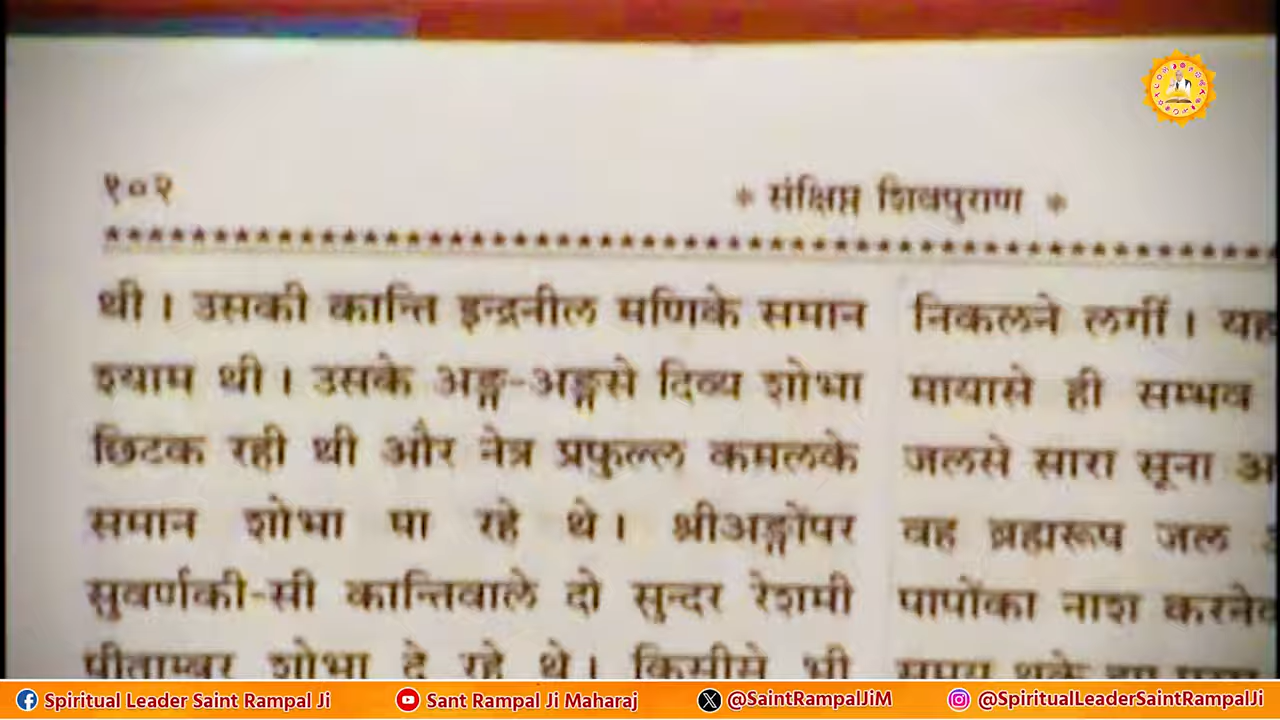 १०२
* संक्षिप्त शिवपुराण *
थी । उसकी कान्ति इन्द्रनील मणिके समान
श्याम थी । उसके अङ्ग-अङ्गसे दिव्य शोभा
छिटक रही थी और नेत्र प्रफुल्ल कमलके
समान शोभा पा रहे थे । श्रीअङ्गोंपर
सुवर्णकी-सी कान्तिवाले दो सुन्दर रेशमी
पीताम्बर शोभा दे रहे थे । किसीसे भी
निकलने लगीं । यह
मायासे ही सम्भव
जलसे सारा सूना
वह ब्रह्मरूप जल
पापोंका नाश
समय थके हुए
Spiritual Leader Saint Rampal Ji
Sant Rampal Ji Maharaj
@SaintRampalJiM
@SpiritualLeaderSaintRampalJi